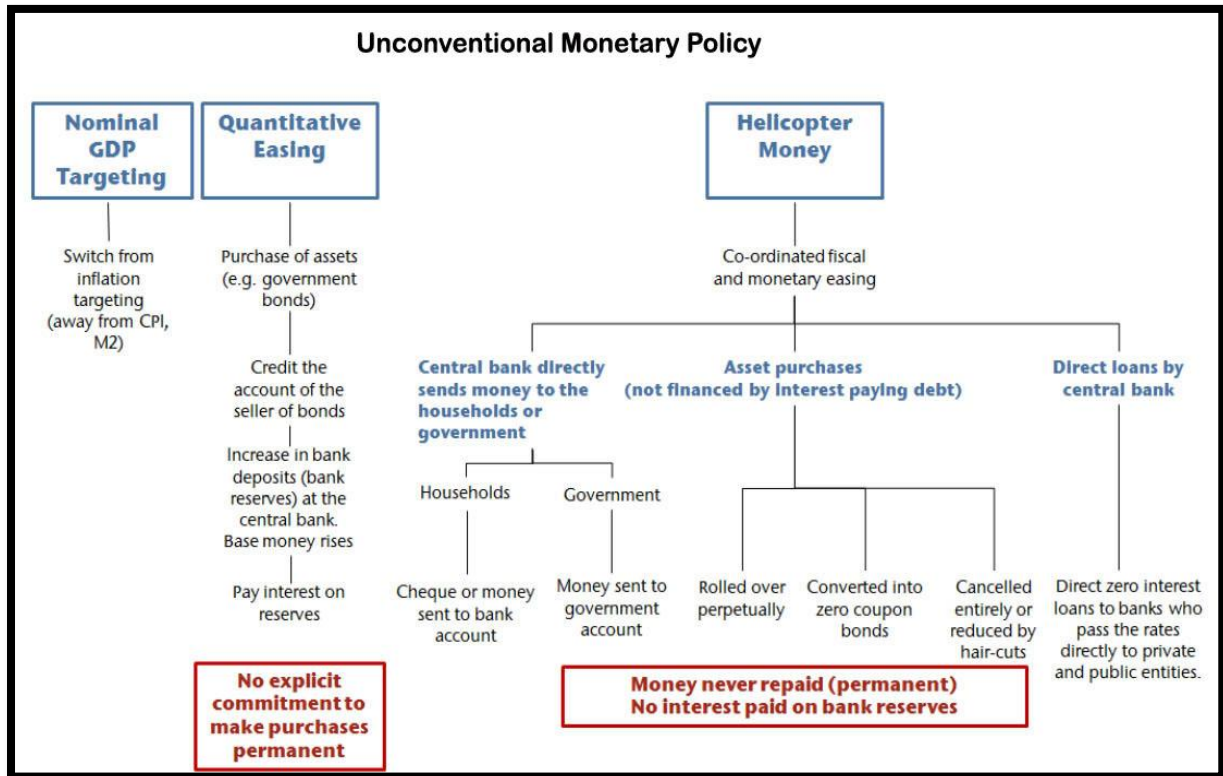 Unconventional Monetary Policy
Nominal
GDP
Targeting
Switch from
inflation
targeting
(away from CPI,
M2)
Quantitative
Easing
Purchase of assets
(e.g. government
bonds)
Credit the
account of the
seller of bonds
Increase in bank
deposits (bank
reserves) at the
central bank.
Base money rises
Pay interest on
reserves
No explicit
commitment to
make purchases
permanent
Helicopter
Money
Co-ordinated fiscal
and monetary easing
Central bank directly
sends money to the
households or
government
Households
Cheque or money
sent to bank
account
Government
Money sent to
government
account
Asset purchases
(not financed by interest paying debt)
Rolled over
perpetually
Converted into
zero coupon
bonds
Cancelled
entirely or
reduced by
hair-cuts
Direct loans by
central bank
Direct zero interest
loans to banks who
pass the rates
directly to private
and public entities.
Money never repaid (permanent)
No interest paid on bank reserves